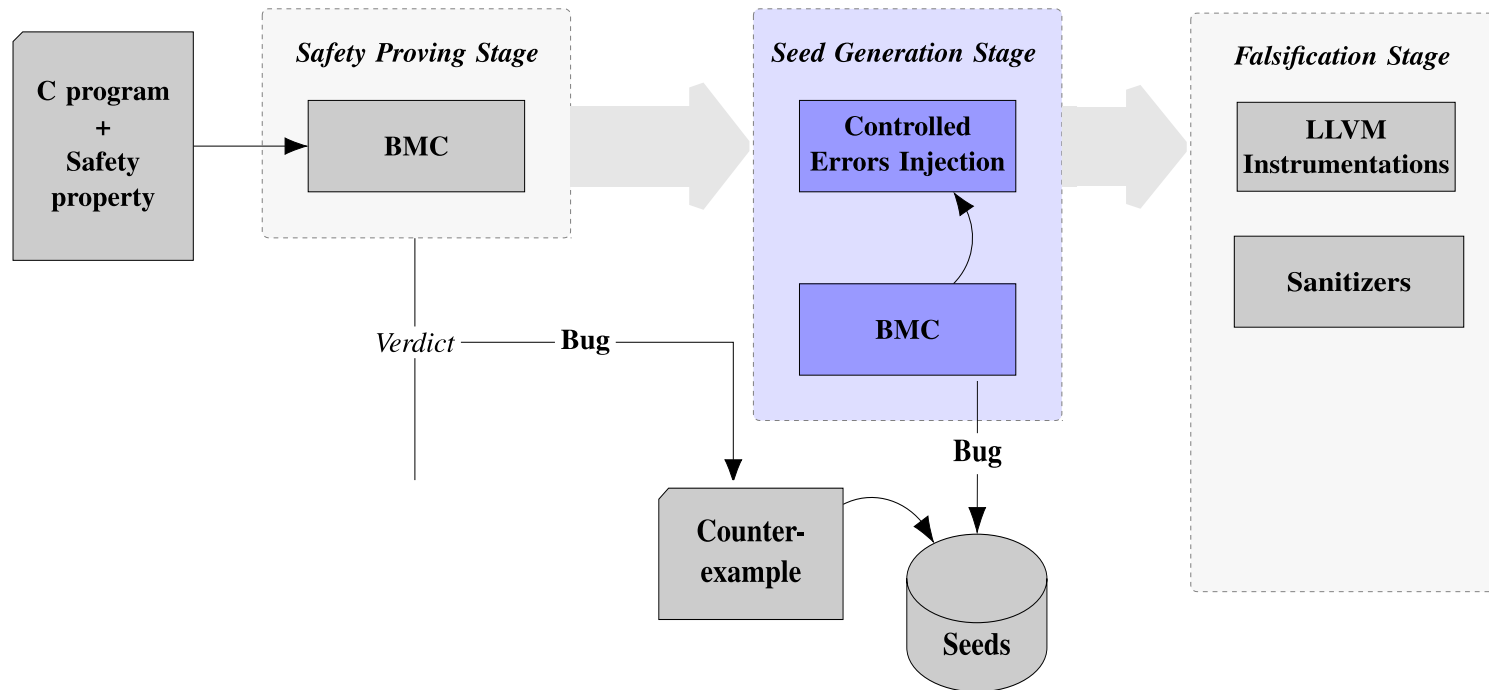 C program
+
Safety
property
Safety Proving Stage
BMC
Verdict
Bug
Seed Generation Stage
Controlled
Errors Injection
BMC
Bug
Counter-
example
Seeds
Falsification Stage
LLVM
Instrumentations
Sanitizers